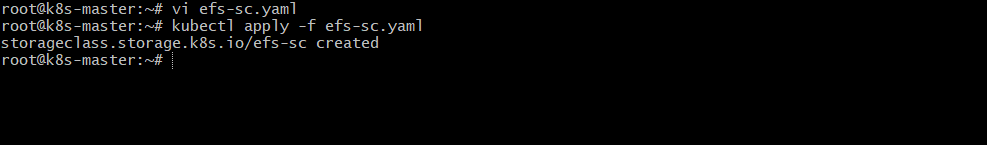 root@k8s-master:~# vi efs-sc.yaml
root@k8s-master:~# kubectl apply -f efs-sc.yaml
storageclass.storage.k8s.io/efs-sc created
root@k8s-master:~#